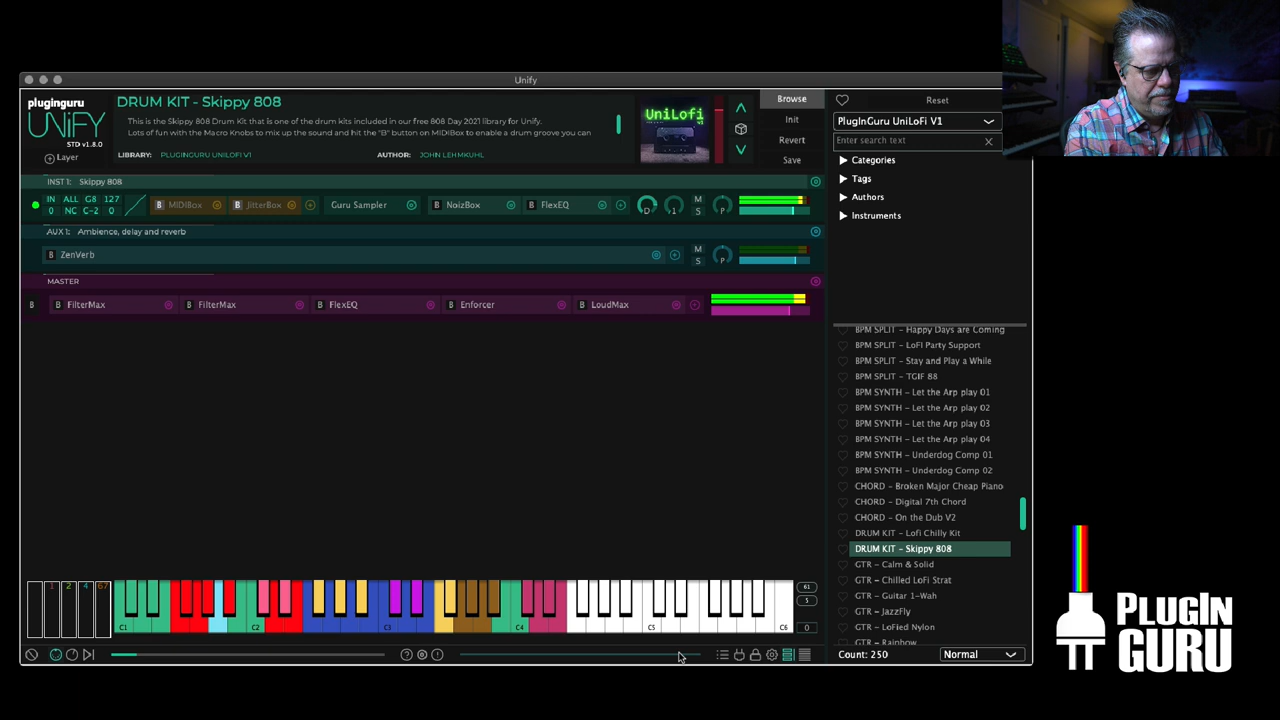 Unify
pluginguru
UNIFY
STD v1.8.0
Layer
DRUM KIT - Skippy 808
This is the Skippy 808 Drum Kit that is one of the drum kits included in our free 808 Day 2021 library for Unify.
Lots of fun with the Macro Knobs to mix up the sound and hit the "B" button on MIDIBox to enable a drum groove you can
LIBRARY: PLUGINGURU UNILOFI V1 AUTHOR: JOHN LEHMKUHL
UniLofi
V1
Browse
Init
Revert
Save
Reset
PlugInGuru UniLoFi V1
Enter search text
Categories
Tags
Authors
Instruments
INST 1: Skippy 808
IN ALL G8 127
0 NC C-2 0
B MIDIBox B JitterBox Guru Sampler B NoizBox B FlexEQ D 1 M S P
AUX 1: Ambience, delay and reverb
B ZenVerb M S P
MASTER
B B FilterMax B FilterMax B FlexEQ B Enforcer B LoudMax
BPM SPLIT - Happy Days are Coming
BPM SPLIT - LoFI Party Support
BPM SPLIT - Stay and Play a While
BPM SPLIT - TGIF 88
BPM SYNTH - Let the Arp play 01
BPM SYNTH - Let the Arp play 02
BPM SYNTH - Let the Arp play 03
BPM SYNTH - Let the Arp play 04
BPM SYNTH - Underdog Comp 01
BPM SYNTH - Underdog Comp 02
CHORD - Broken Major Cheap Piano
CHORD - Digital 7th Chord
CHORD - On the Dub V2
DRUM KIT - Lofi Chilly Kit
DRUM KIT - Skippy 808
GTR - Calm & Solid
GTR - Chilled LoFi Strat
GTR - Guitar 1-Wah
GTR - JazzFly
GTR - LoFied Nylon
GTR - Rainbow
1 2 4 67
C1 C2 C3 C4 C5 C6
61
5
0
Count: 250
Normal
PLUGIN
GURU